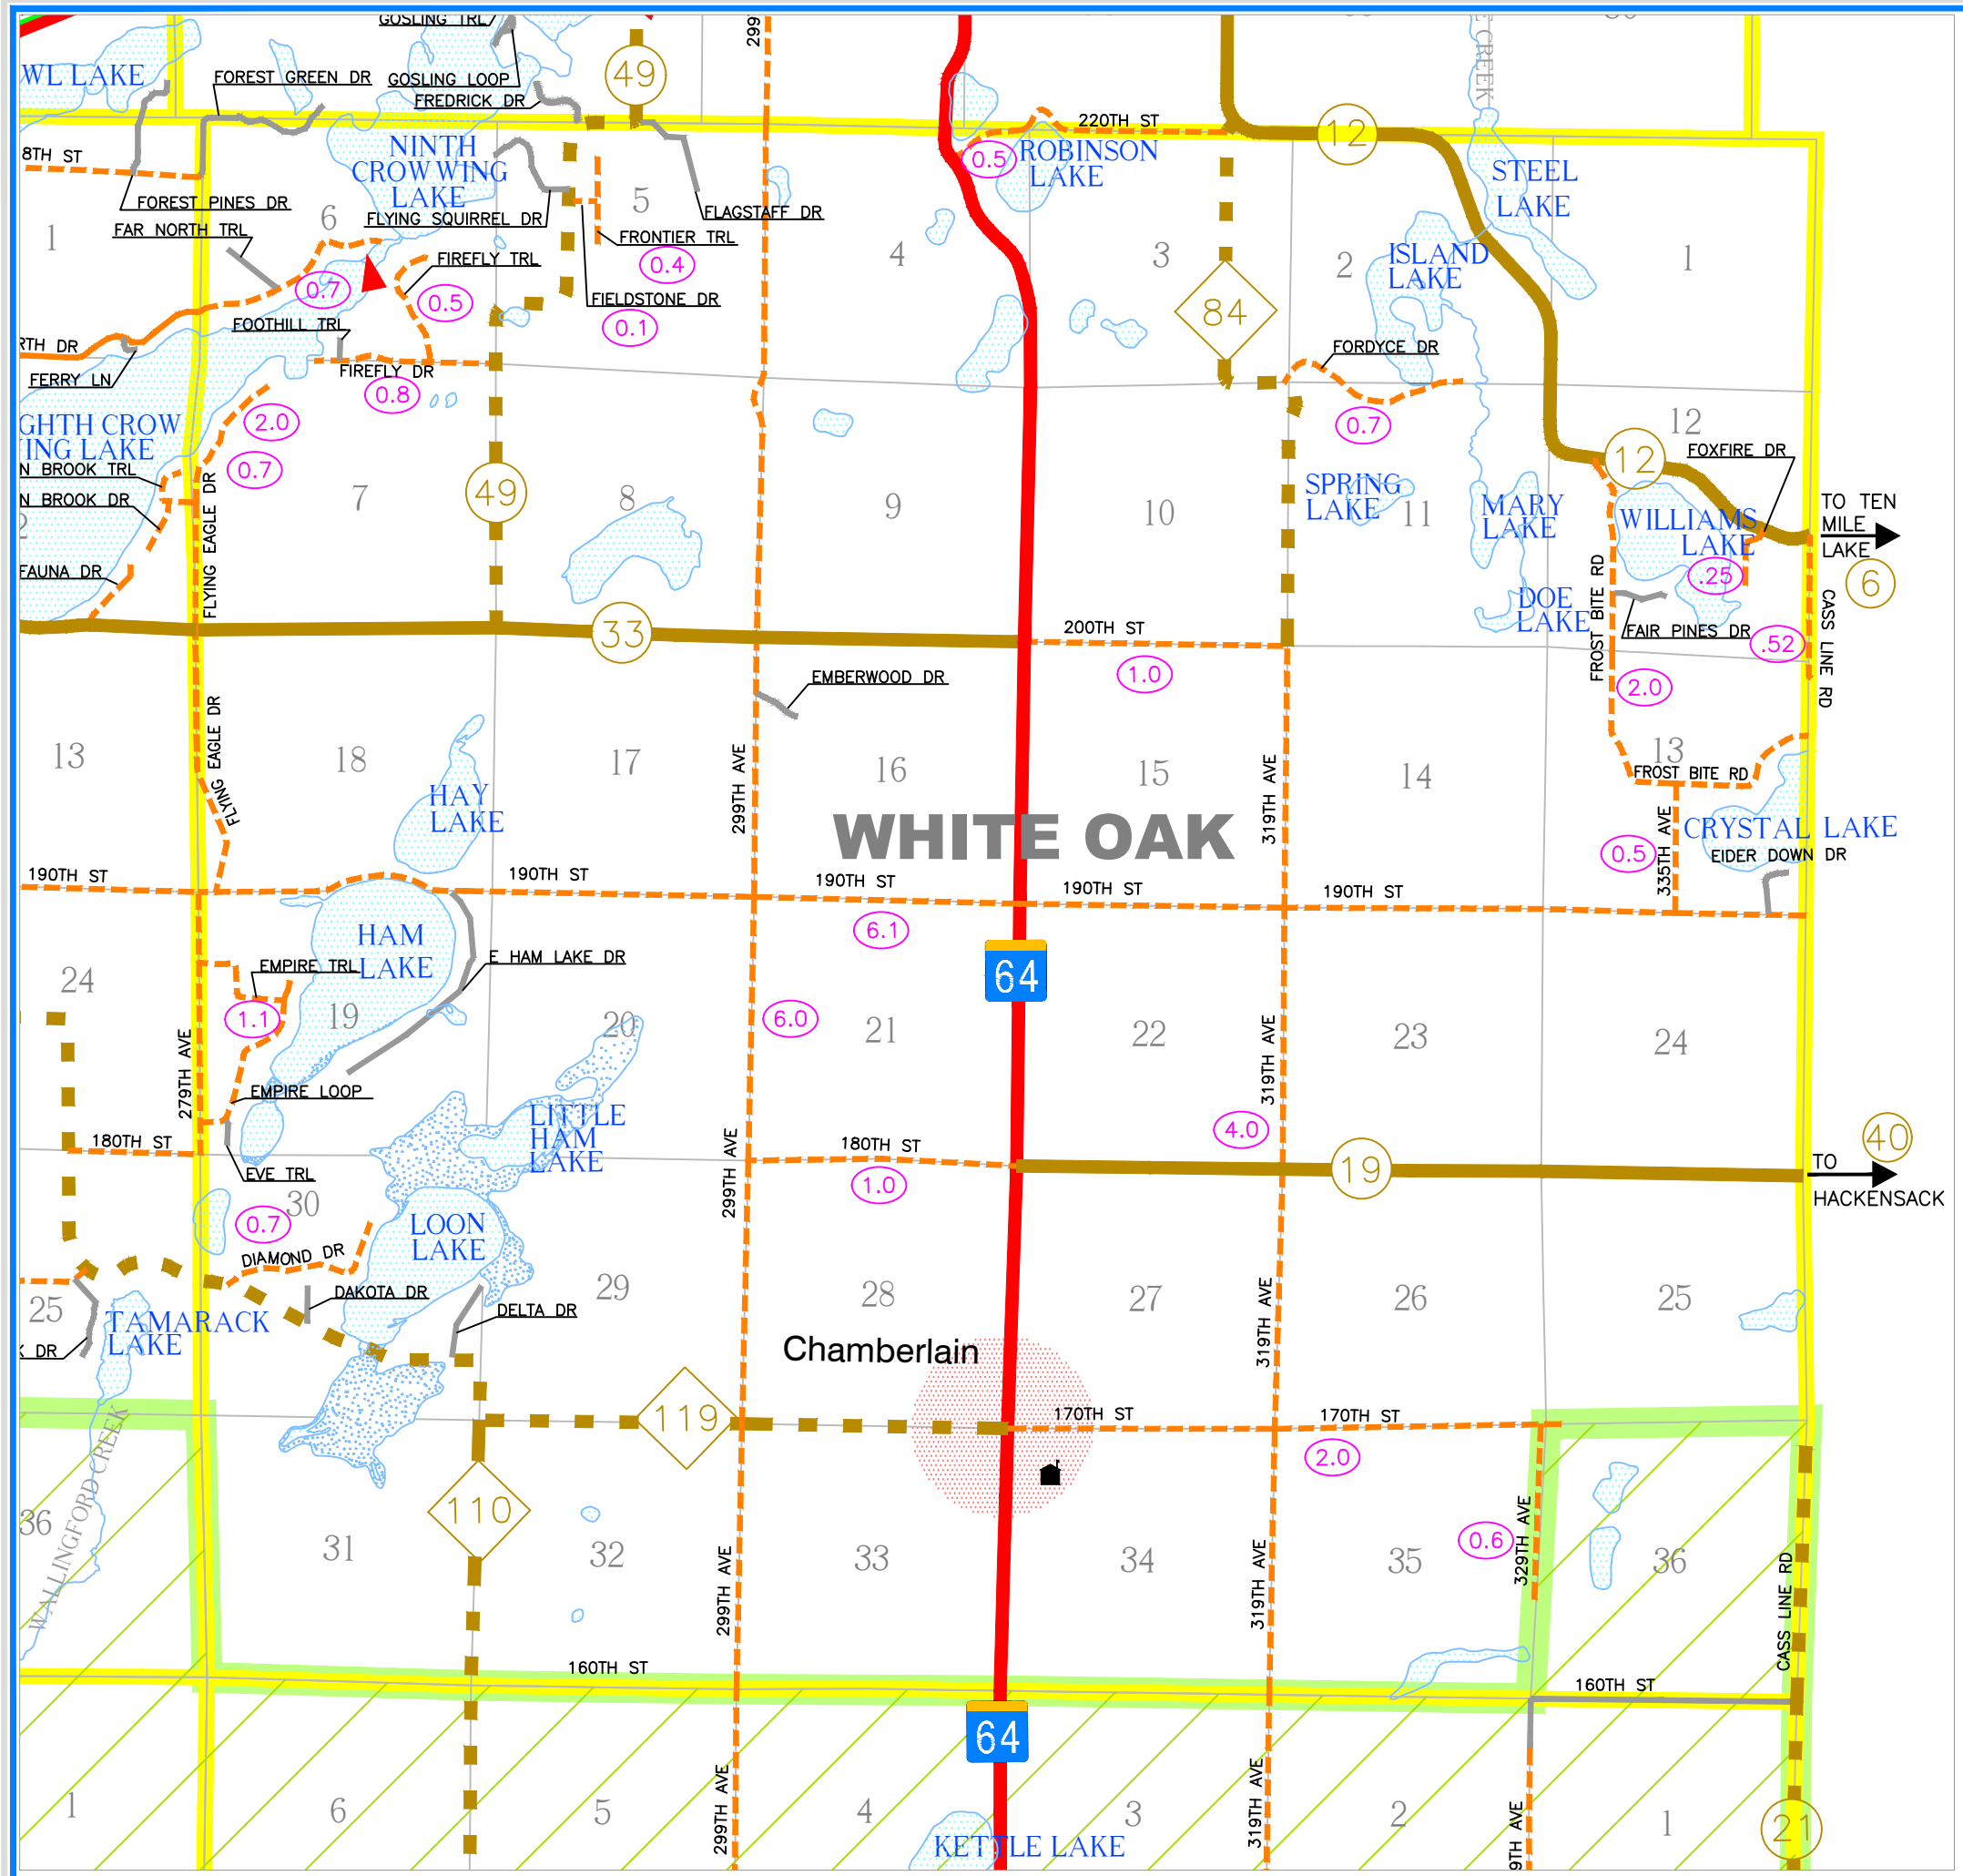 GOSLING TRL
299
36
CREEK
WL LAKE
FOREST GREEN DR
GOSLING LOOP
49
FREDRICK DR
220TH ST
12
8TH ST
NINTH
CROW WING
LAKE
0.5
ROBINSON
LAKE
STEEL
LAKE
FOREST PINES DR
6
5
FLYING SQUIRREL DR
FLAGSTAFF DR
1
FAR NORTH TRL
FRONTIER TRL
0.4
4
3
2
ISLAND
LAKE
1
FIREFLY TRL
0.7
0.5
FIELDSTONE DR
0.1
84
FOOTHILL TRL
RTH DR
FERRY LN
FIREFLY DR
0.8
FORDYCE DR
0.7
GHTH CROW
ING LAKE
2.0
0.7
12
FOXFIRE DR
12
N BROOK TRL
N BROOK DR
2
FLYING EAGLE DR
7
49
8
9
10
SPRING
LAKE
11
MARY
LAKE
WILLIAMS
LAKE
TO TEN
MILE
LAKE
6
FAUNA DR
.25
DOE
LAKE
FROST BITE RD
FAIR PINES DR
.52
CASS LINE RD
33
200TH ST
1.0
EMBERWOOD DR
2.0
13
FLYING EAGLE DR
18
17
299TH AVE
16
15
319TH AVE
14
13
FROST BITE RD
FLYING
HAY
LAKE
WHITE OAK
335TH AVE
0.5
CRYSTAL LAKE
EIDER DOWN DR
190TH ST
190TH ST
190TH ST
190TH ST
190TH ST
6.1
HAM
LAKE
E HAM LAKE DR
64
24
EMPIRE TRL
1.1
19
20
6.0
21
22
319TH AVE
23
24
279TH AVE
EMPIRE LOOP
LITTLE
HAM
LAKE
4.0
40
180TH ST
EVE TRL
299TH AVE
180TH ST
1.0
19
TO
HACKENSACK
30
0.7
LOON
LAKE
DIAMOND DR
DAKOTA DR
DELTA DR
25
TAMARACK
LAKE
K DR
29
28
27
319TH AVE
26
25
Chamberlain
119
170TH ST
170TH ST
2.0
WALLINGFORD CREEK
36
110
31
32
299TH AVE
33
34
319TH AVE
35
0.6
329TH AVE
36
CASS LINE RD
160TH ST
160TH ST
64
1
6
5
299TH AVE
4
3
319TH AVE
2
9TH AVE
1
21
KETTLE LAKE